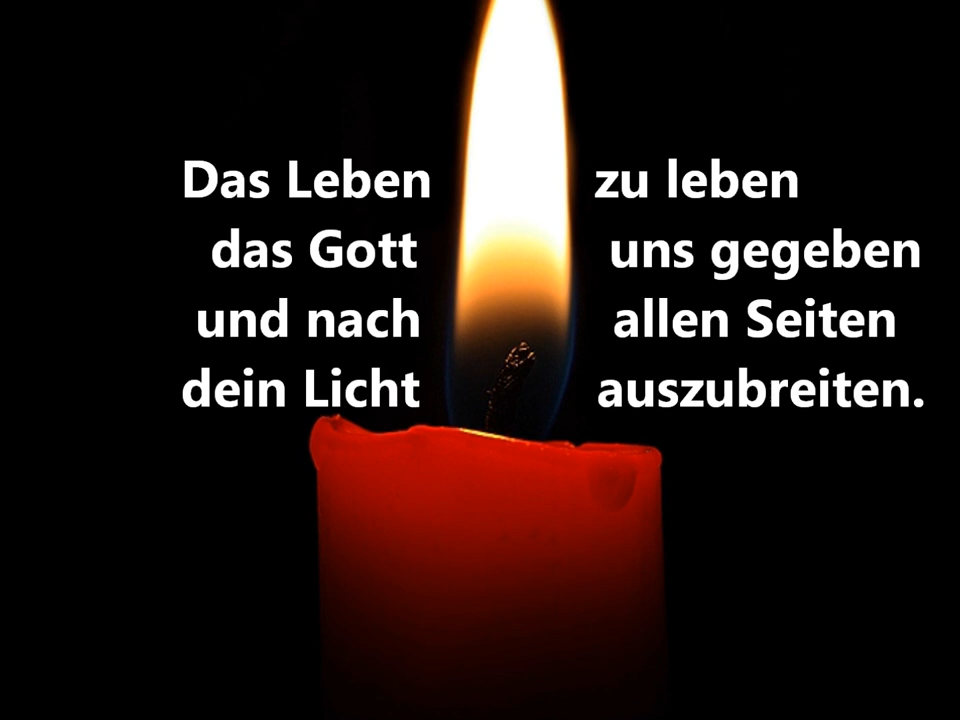 Das Leben zu leben
das Gott uns gegeben
und nach allen Seiten
dein Licht auszubreiten.